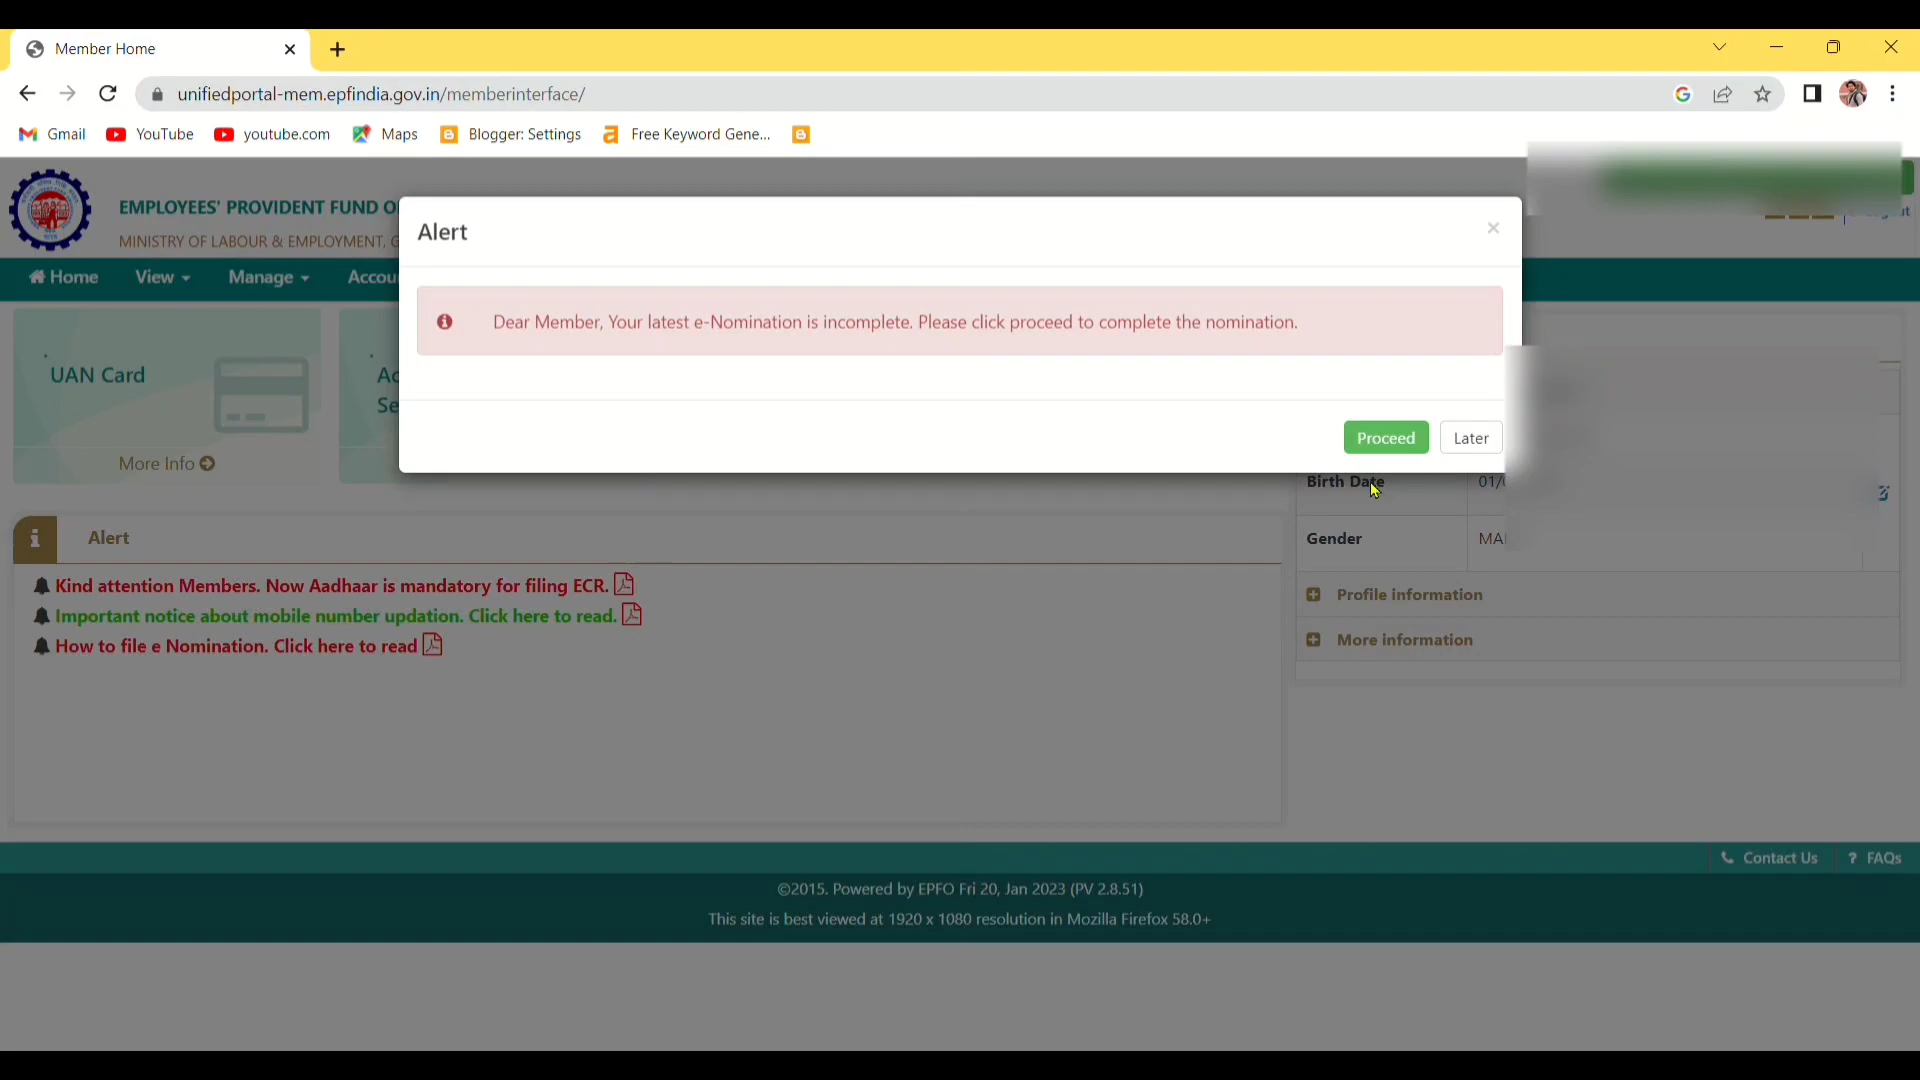 Member Home
unifiedportal-mem.epfindia.gov.in/memberinterface/
Gmail YouTube youtube.com Maps Blogger: Settings Free Keyword Gene...
EMPLOYEES' PROVIDENT FUND
MINISTRY OF LABOUR & EMPLOYMENT,
Home View Manage
Alert
Dear Member, Your latest e-Nomination is incomplete. Please click proceed to complete the nomination.
Proceed Later
UAN Card
More Info
Birth Date 01/
Gender
Profile information
More information
Alert
Kind attention Members. Now Aadhaar is mandatory for filing ECR.
Important notice about mobile number updation. Click here to read.
How to file e Nomination. Click here to read
Contact Us ? FAQs
©2015. Powered by EPFO Fri 20, Jan 2023 (PV 2.8.51)
This site is best viewed at 1920 x 1080 resolution in Mozilla Firefox 58.0+